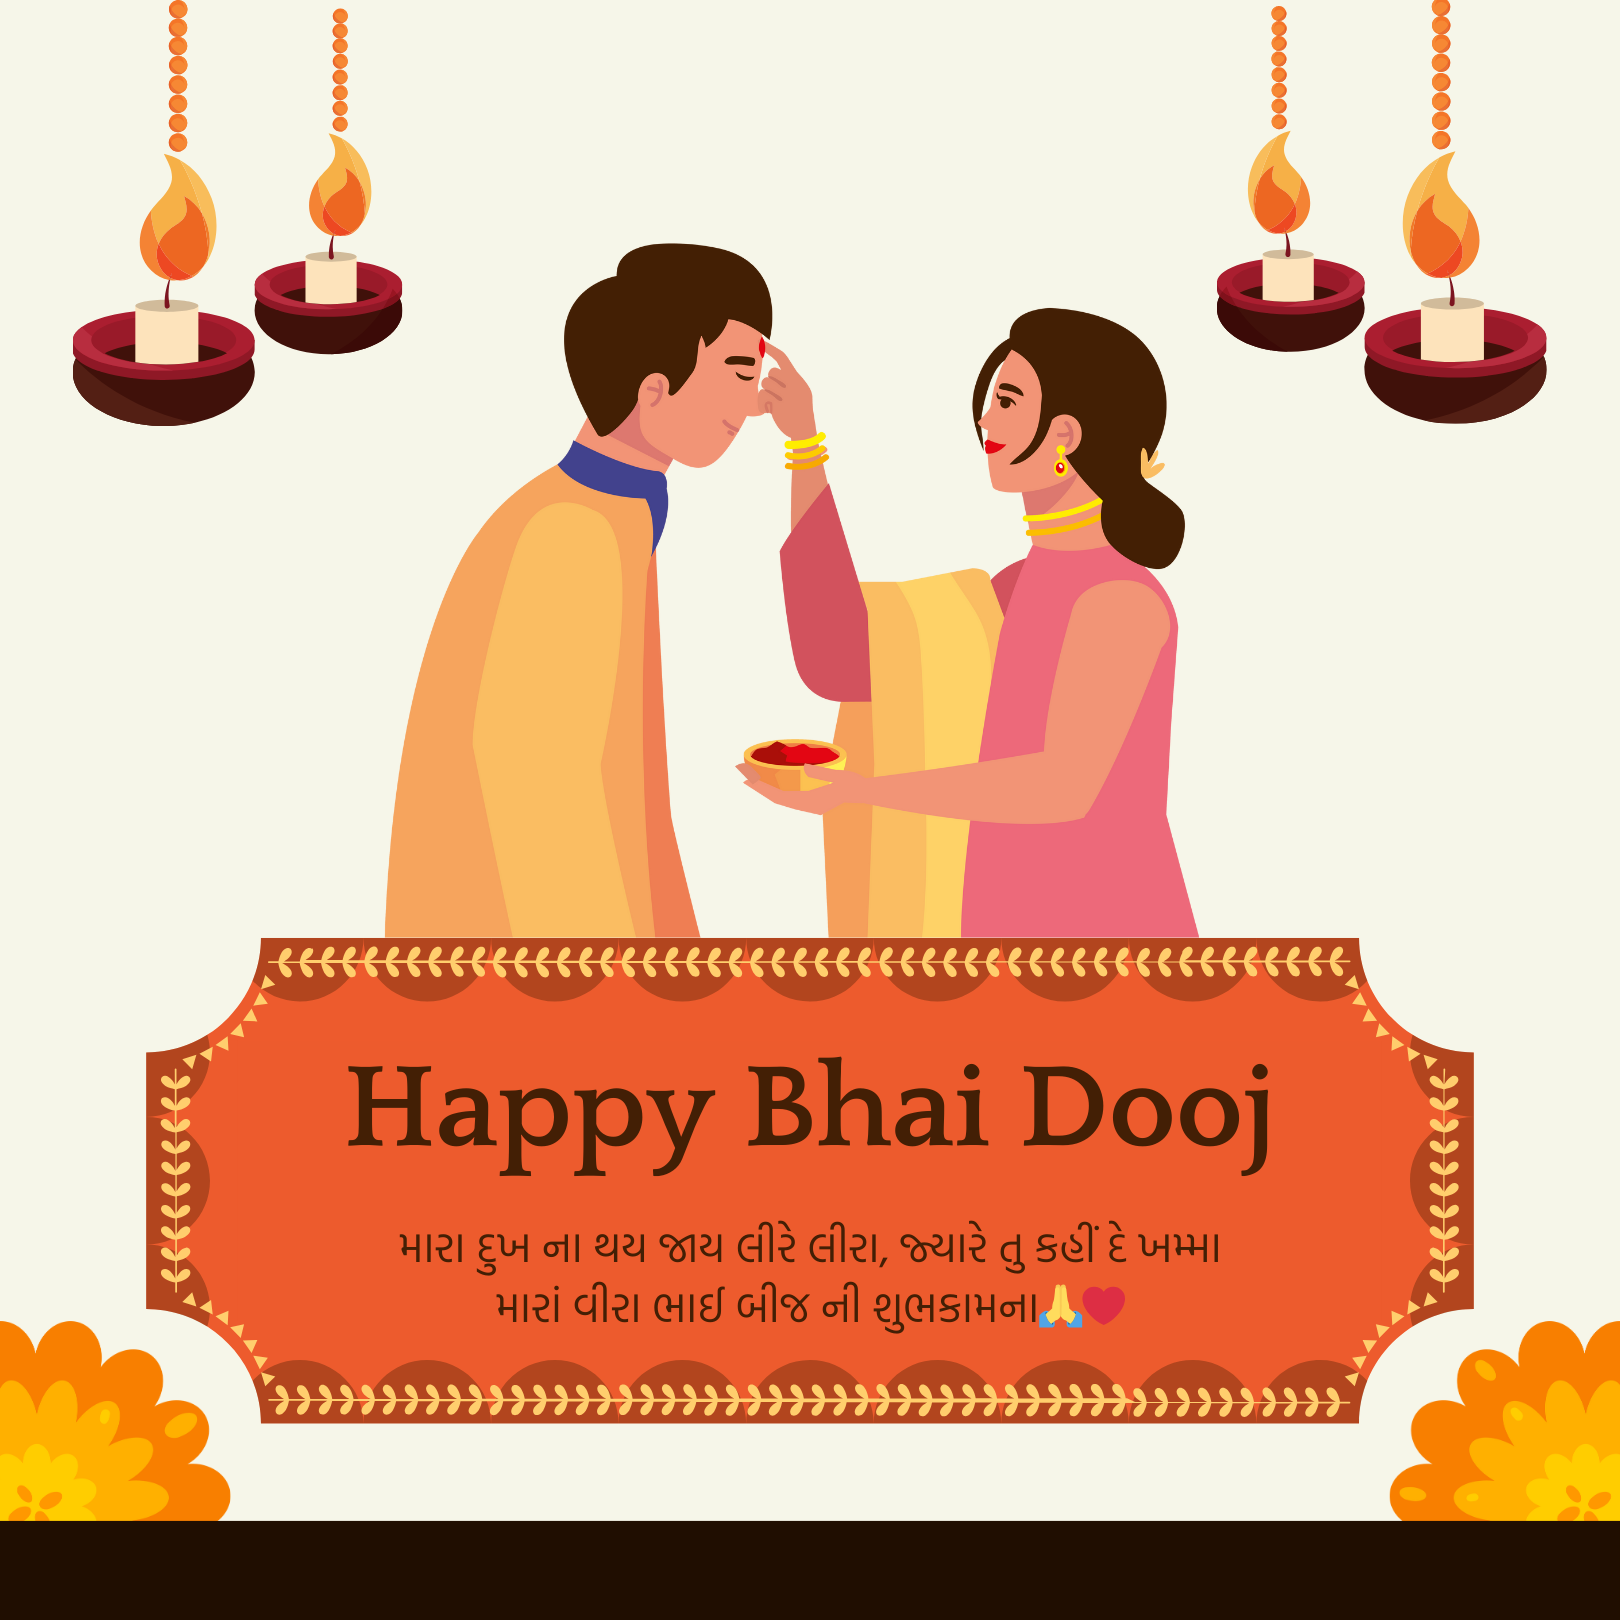 Happy Bhai Dooj
મારા દુખ ના થય જાય લીરે લીરા, જ્યારે તુ કહીં દે ખમ્મા
મારાં વીરા ભાઈ બીજ ની શુભકામના🙏❤️